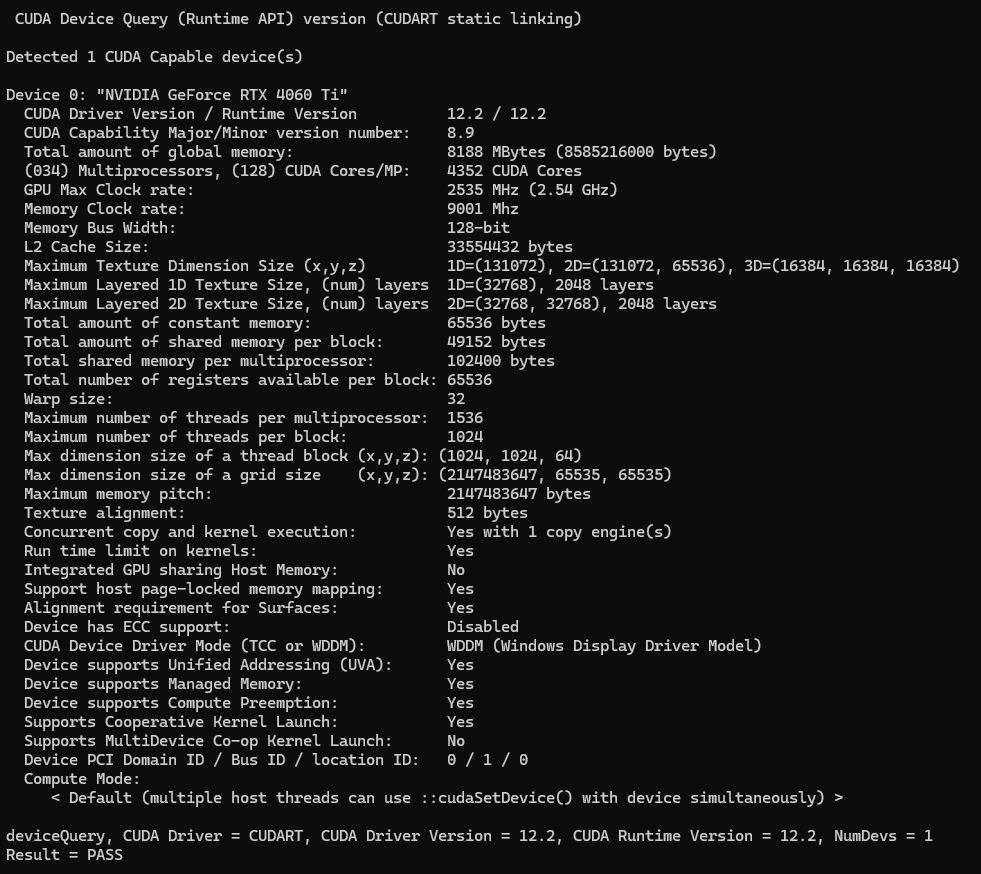 CUDA Device Query (Runtime API) version (CUDART static linking)

Detected 1 CUDA Capable device(s)

Device 0: "NVIDIA GeForce RTX 4060 Ti"
  CUDA Driver Version / Runtime Version          12.2 / 12.2
  CUDA Capability Major/Minor version number:    8.9
  Total amount of global memory:                 8188 MBytes (8585216000 bytes)
  (034) Multiprocessors, (128) CUDA Cores/MP:    4352 CUDA Cores
  GPU Max Clock rate:                            2535 MHz (2.54 GHz)
  Memory Clock rate:                             9001 Mhz
  Memory Bus Width:                              128-bit
  L2 Cache Size:                                 33554432 bytes
  Maximum Texture Dimension Size (x,y,z)         1D=(131072), 2D=(131072, 65536), 3D=(16384, 16384, 16384)
  Maximum Layered 1D Texture Size, (num) layers  1D=(32768), 2048 layers
  Maximum Layered 2D Texture Size, (num) layers  2D=(32768, 32768), 2048 layers
  Total amount of constant memory:               65536 bytes
  Total amount of shared memory per block:       49152 bytes
  Total shared memory per multiprocessor:        102400 bytes
  Total number of registers available per block: 65536
  Warp size:                                     32
  Maximum number of threads per multiprocessor:  1536
  Maximum number of threads per block:           1024
  Max dimension size of a thread block (x,y,z): (1024, 1024, 64)
  Max dimension size of a grid size    (x,y,z): (2147483647, 65535, 65535)
  Maximum memory pitch:                          2147483647 bytes
  Texture alignment:                             512 bytes
  Concurrent copy and kernel execution:          Yes with 1 copy engine(s)
  Run time limit on kernels:                     Yes
  Integrated GPU sharing Host Memory:            No
  Support host page-locked memory mapping:       Yes
  Alignment requirement for Surfaces:            Yes
  Device has ECC support:                        Disabled
  CUDA Device Driver Mode (TCC or WDDM):         WDDM (Windows Display Driver Model)
  Device supports Unified Addressing (UVA):      Yes
  Device supports Managed Memory:                Yes
  Device supports Compute Preemption:            Yes
  Supports Cooperative Kernel Launch:            Yes
  Supports MultiDevice Co-op Kernel Launch:      No
  Device PCI Domain ID / Bus ID / location ID:   0 / 1 / 0
  Compute Mode:
     < Default (multiple host threads can use ::cudaSetDevice() with device simultaneously) >

deviceQuery, CUDA Driver = CUDART, CUDA Driver Version = 12.2, CUDA Runtime Version = 12.2, NumDevs = 1
Result = PASS